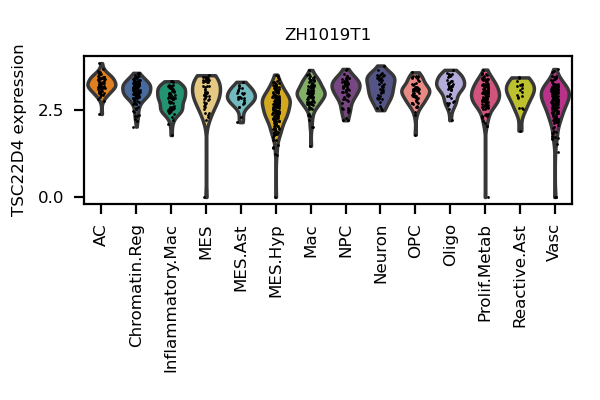 ZH1019T1
TSC22D4 expression
2.5
0.0
AC
Chromatin.Reg
Inflammatory.Mac
MES
MES.Ast
MES.Hyp
Mac
NPC
Neuron
OPC
Oligo
Prolif.Metab
Reactive.Ast
Vasc